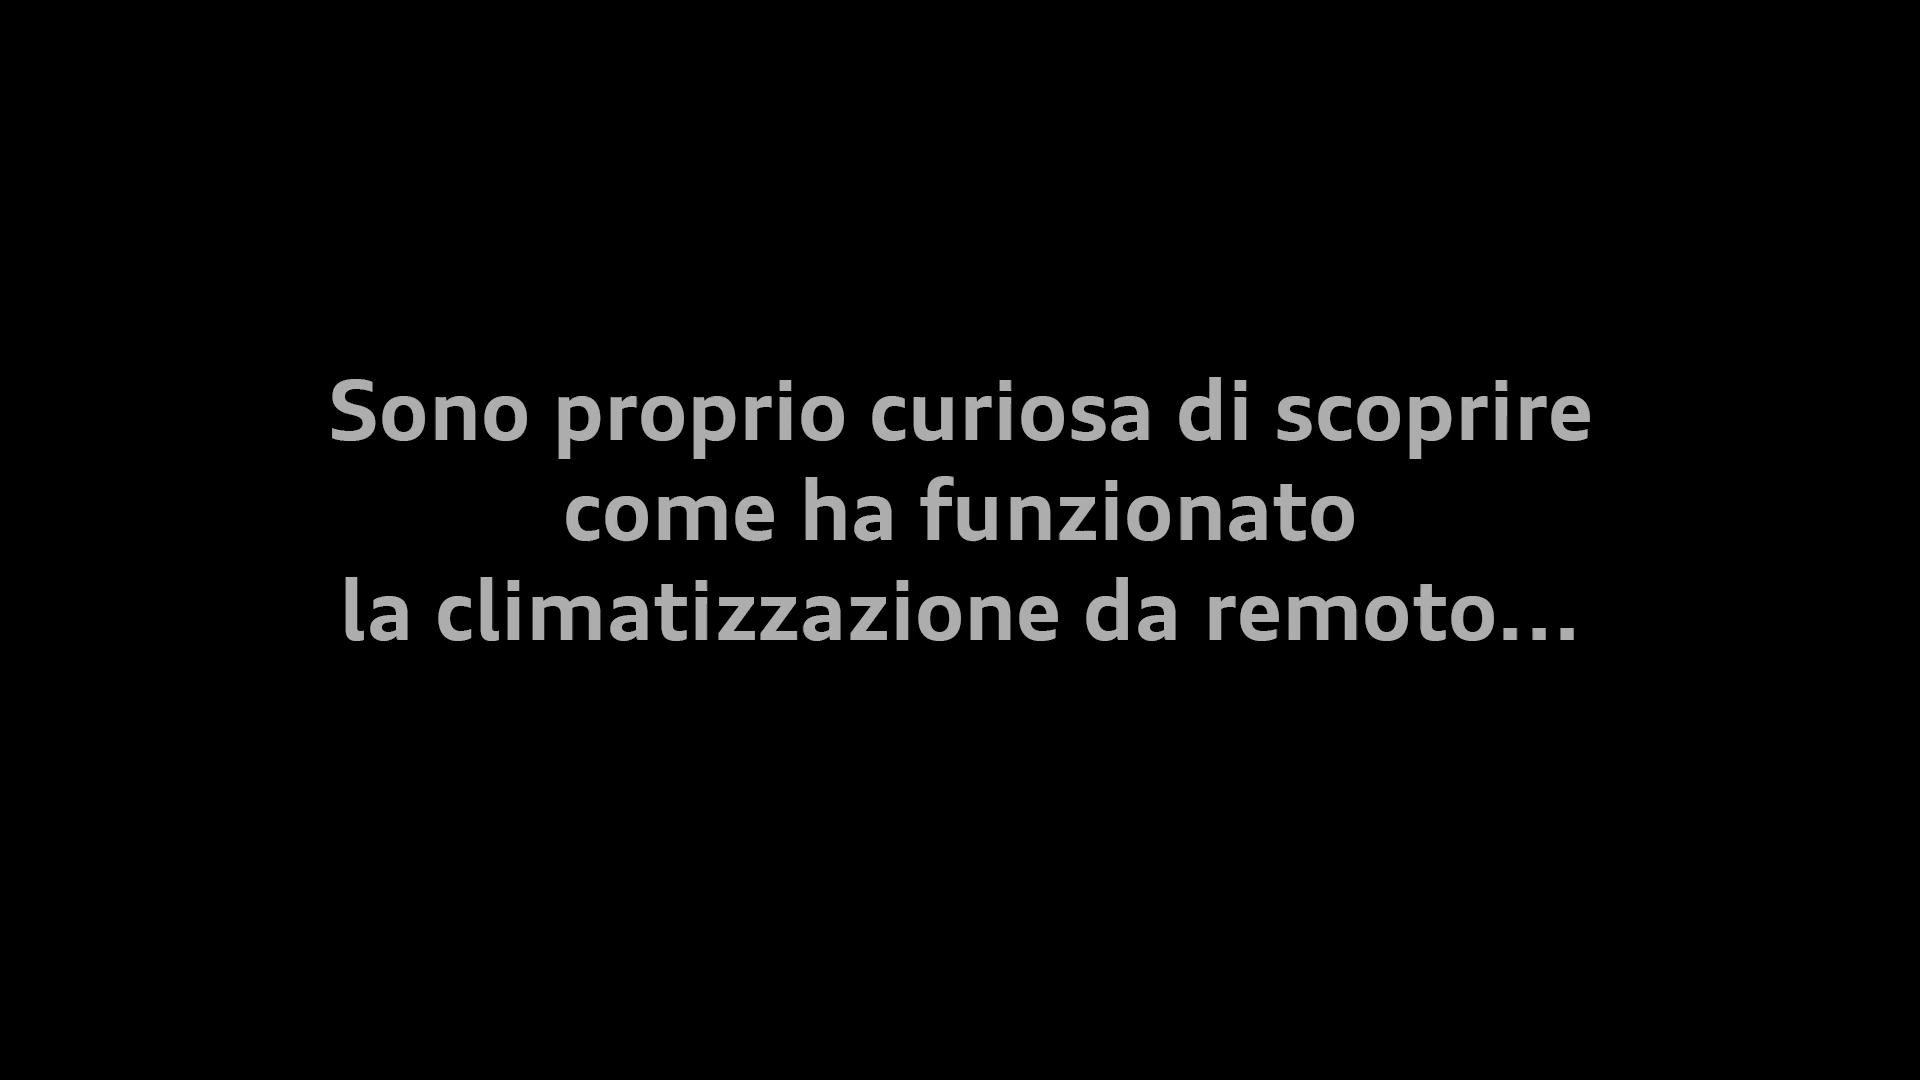 Sono proprio curiosa di scoprire
come ha funzionato
la climatizzazione da remoto...